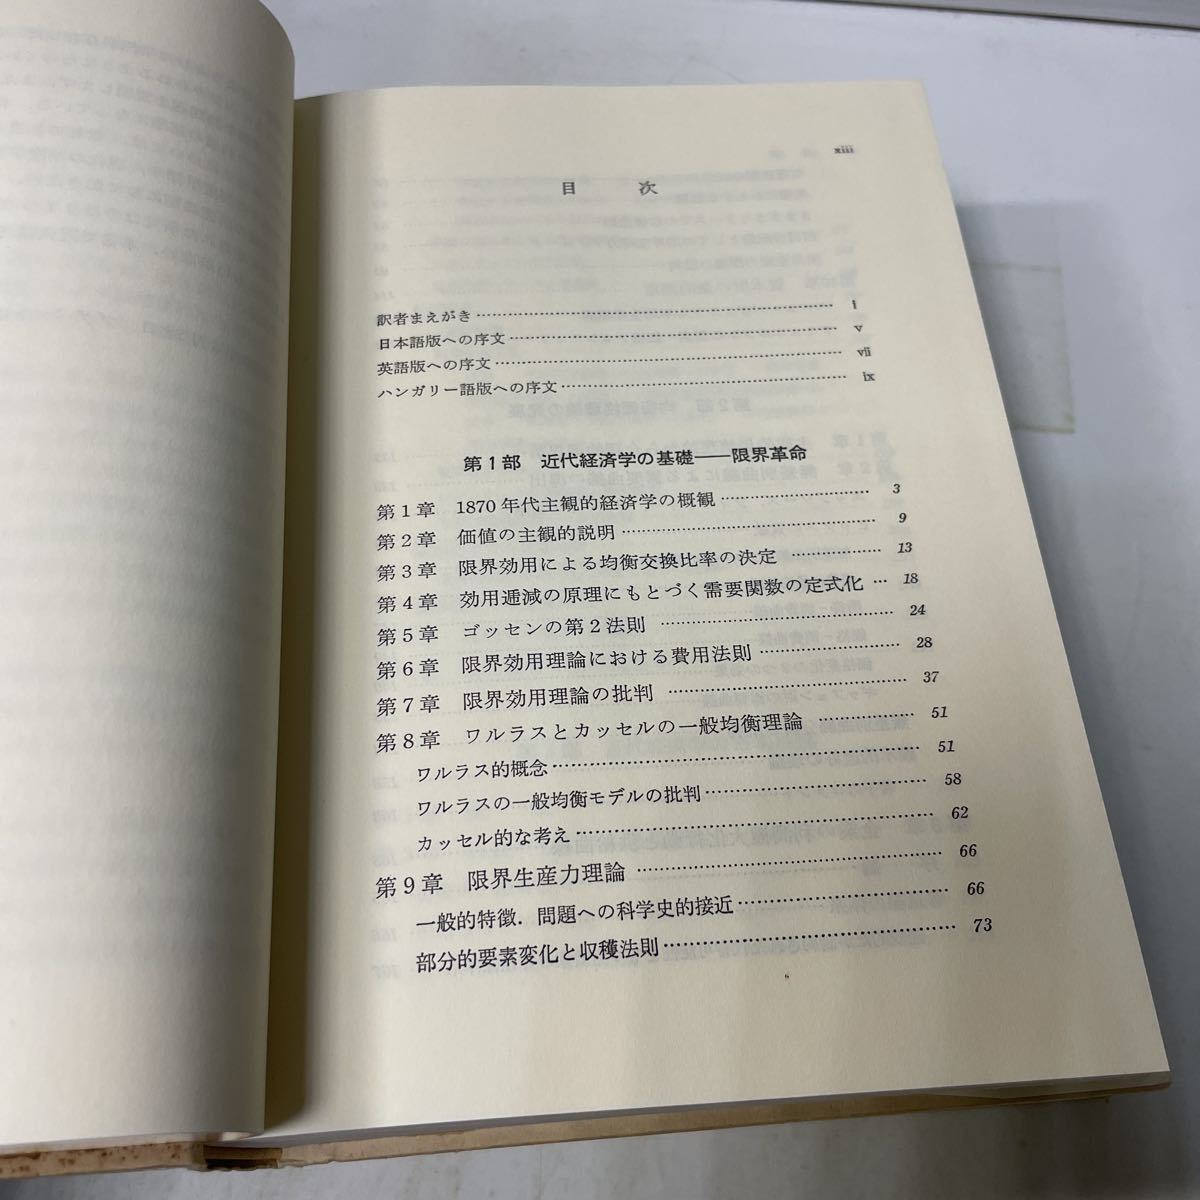 xiii
目　次
訳者まえがき…… i
日本語版への序文…… v
英語版への序文…… vii
ハンガリー語版への序文…… ix
第1部　近代経済学の基礎――限界革命
第1章　1870年代主観的経済学の概観…… 3
第2章　価値の主観的説明…… 9
第3章　限界効用による均衡交換比率の決定…… 13
第4章　効用逓減の原理にもとづく需要関数の定式化… 18
第5章　ゴッセンの第2法則…… 24
第6章　限界効用理論における費用法則…… 28
第7章　限界効用理論の批判…… 37
第8章　ワルラスとカッセルの一般均衡理論…… 51
ワルラス的概念…… 51
ワルラスの一般均衡モデルの批判…… 58
カッセル的な考え…… 62
第9章　限界生産力理論…… 66
一般的特徴．問題への科学史的接近…… 66
部分的要素変化と収穫法則…… 73